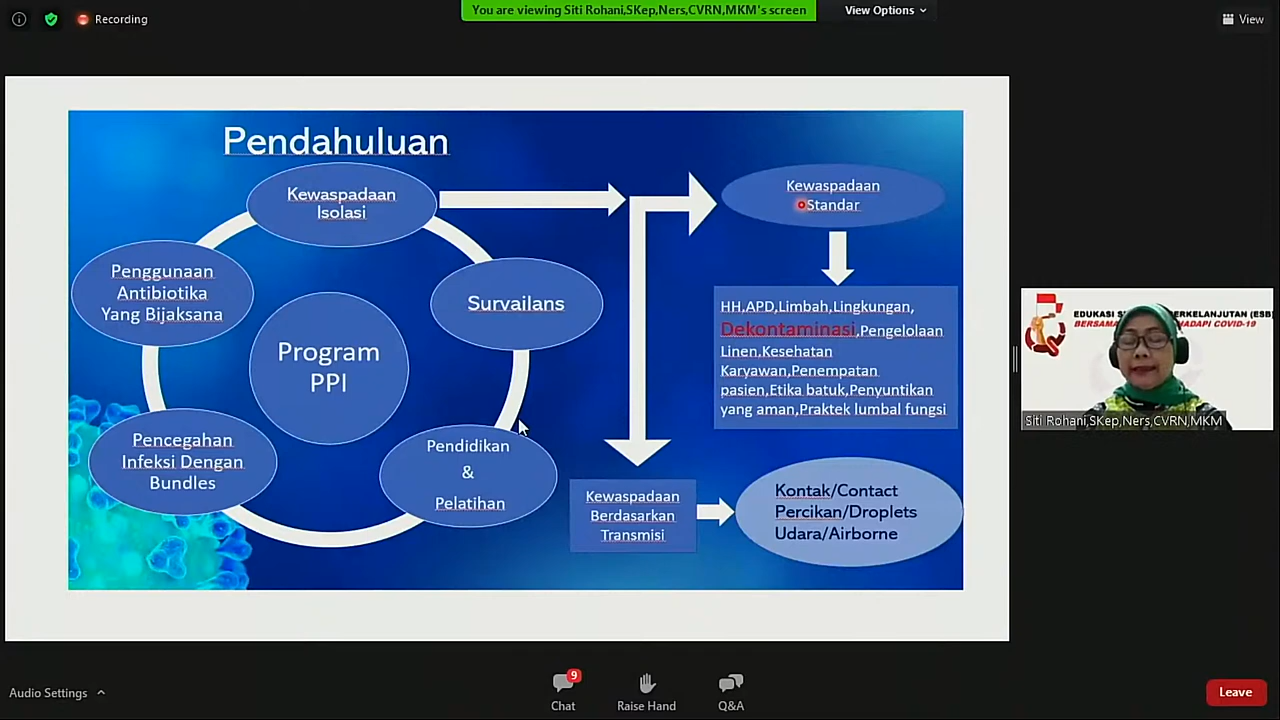 Recording
You are viewing Siti Rohani,SKep,Ners,CVRN,MKM's screen
View Options
View
Pendahuluan
Kewaspadaan
Isolasi
Penggunaan
Antibiotika
Yang Bijaksana
Survailans
Program
PPI
Pencegahan
Infeksi Dengan
Bundles
Pendidikan
&
Pelatihan
Kewaspadaan
Standar
HH,APD,Limbah,Lingkungan,
Dekontaminasi,Pengelolaan
Linen,Kesehatan
Karyawan,Penempatan
pasien,Etika batuk,Penyuntikan
yang aman,Praktek lumbal fungsi
Kewaspadaan
Berdasarkan
Transmisi
Kontak/Contact
Percikan/Droplets
Udara/Airborne
EDUKASI ERKELANJUTAN (ESB
BERSAMA HADAPI COVID-19
Siti Rohani,SKep,Ners,CVRN,MKM
Audio Settings
9
Chat
Raise Hand
Q&A
Leave